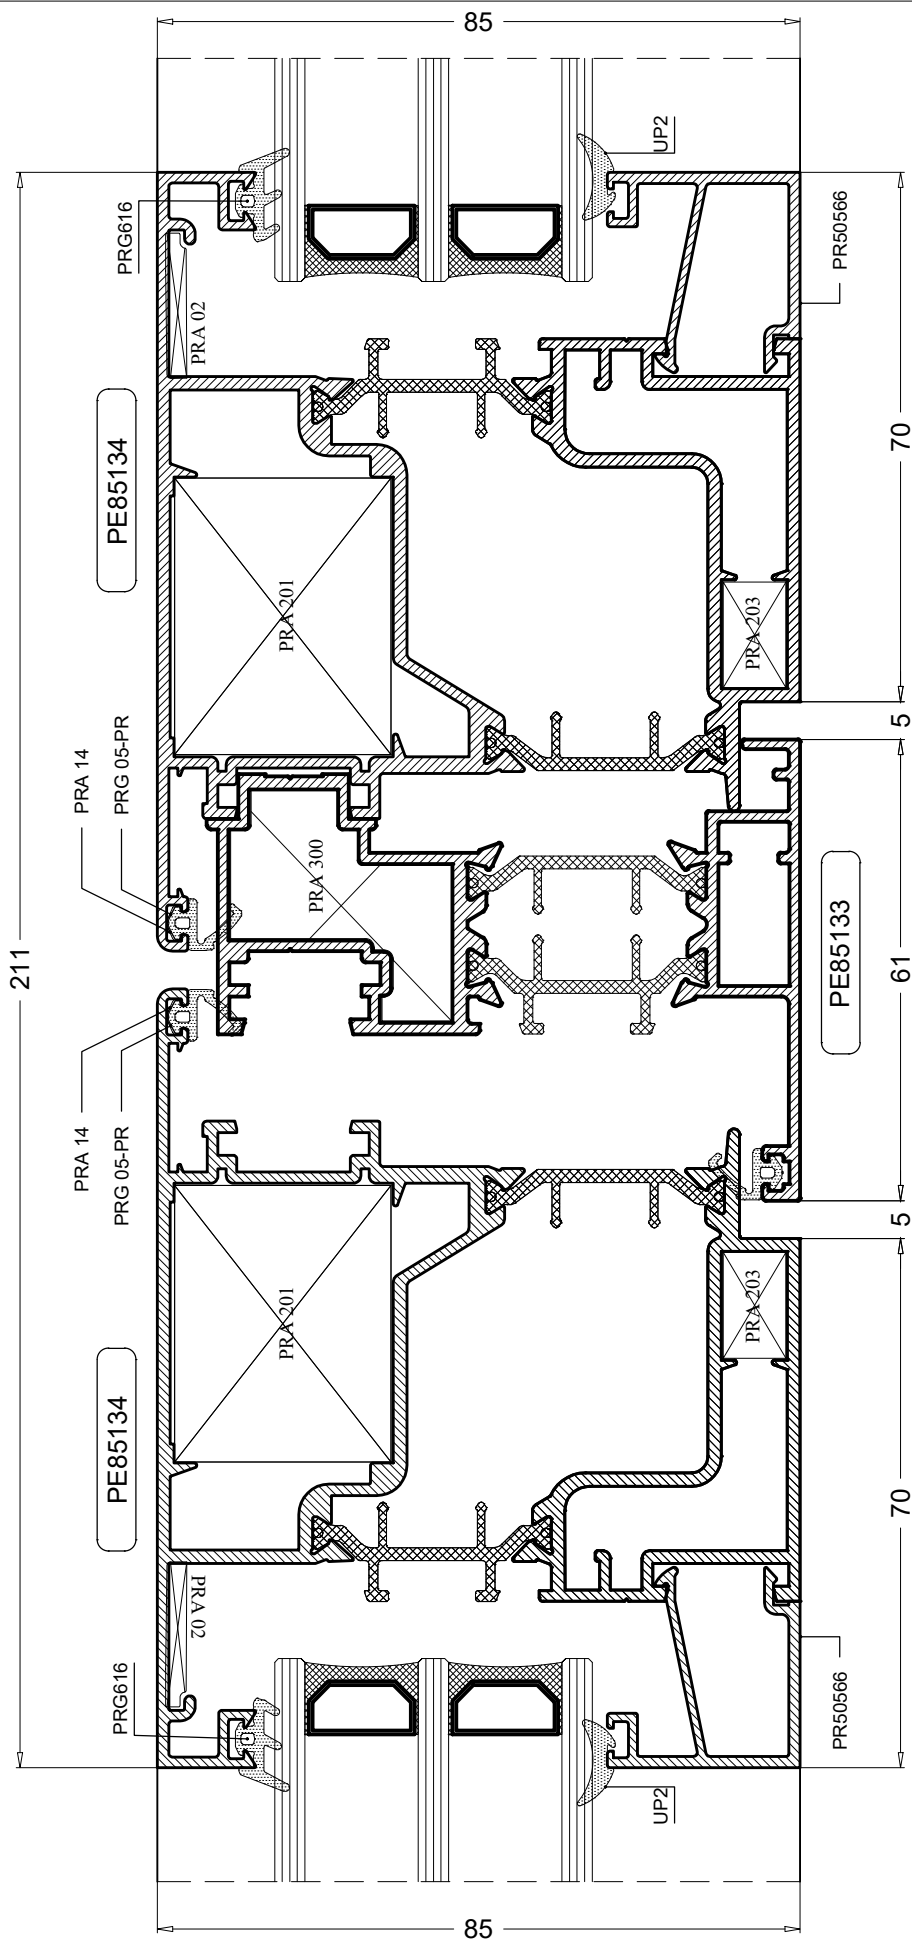 85
UP2
PRG616
PRA 02
PR50566
PE85134
70
PRA 201
PRA 203
5
PRA 14
PRG 05-PR
PRA 300
211
PE85133
61
PRA 14
PRG 05-PR
5
PRA 201
PRA 203
PE85134
70
PRA 02
PRG616
PR50566
UP2
85